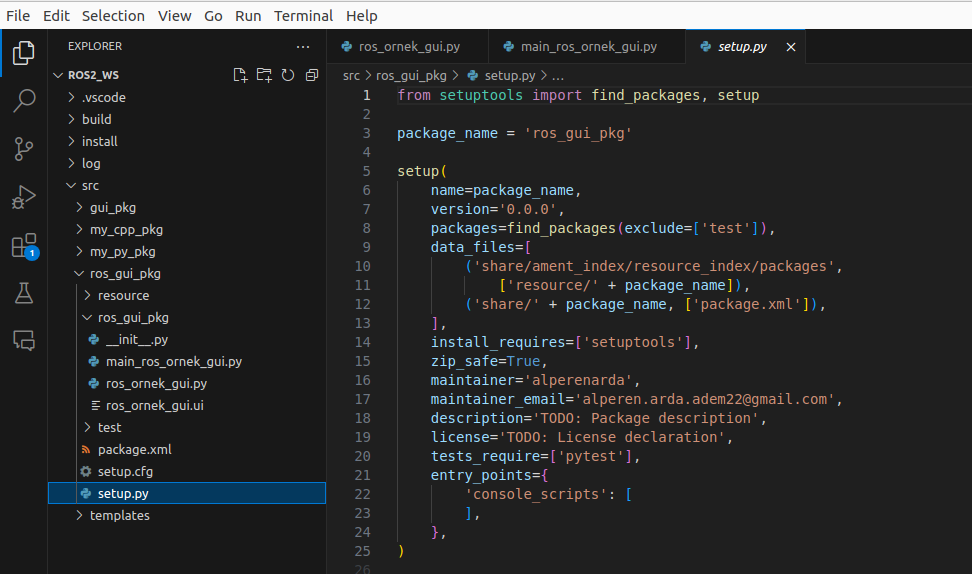 File Edit Selection View Go Run Terminal Help
EXPLORER
ROS2_WS
.vscode
build
install
log
src
gui_pkg
my_cpp_pkg
my_py_pkg
ros_gui_pkg
resource
ros_gui_pkg
__init__.py
main_ros_ornek_gui.py
ros_ornek_gui.py
ros_ornek_gui.ui
test
package.xml
setup.cfg
setup.py
templates
1
ros_ornek_gui.py main_ros_ornek_gui.py setup.py
src > ros_gui_pkg > setup.py > ...
1 from setuptools import find_packages, setup
2
3 package_name = 'ros_gui_pkg'
4
5 setup(
6     name=package_name,
7     version='0.0.0',
8     packages=find_packages(exclude=['test']),
9     data_files=[
10         ('share/ament_index/resource_index/packages',
11             ['resource/' + package_name]),
12         ('share/' + package_name, ['package.xml']),
13     ],
14     install_requires=['setuptools'],
15     zip_safe=True,
16     maintainer='alperenarda',
17     maintainer_email='alperen.arda.adem22@gmail.com',
18     description='TODO: Package description',
19     license='TODO: License declaration',
20     tests_require=['pytest'],
21     entry_points={
22         'console_scripts': [
23         ],
24     },
25 )
26